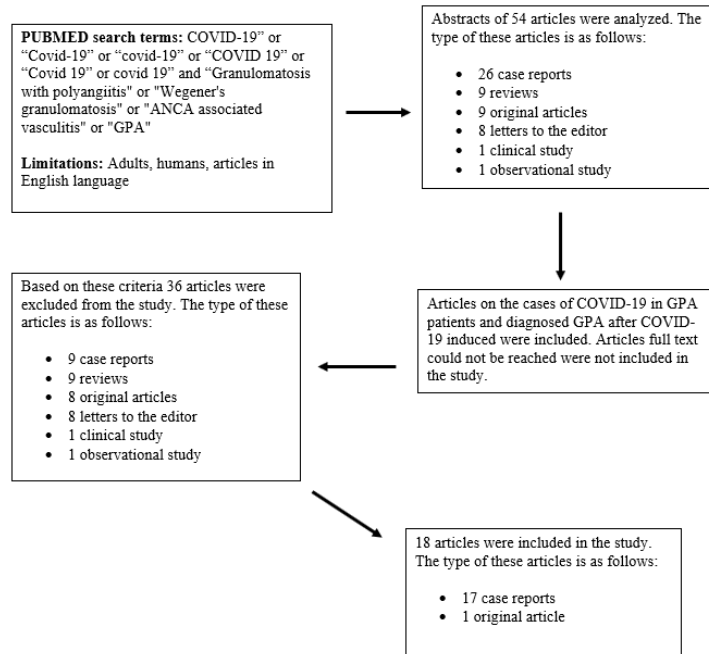 PUBMED search terms: COVID-19” or
“Covid-19” or “covid-19” or “COVID 19” or
“Covid 19” or covid 19” and “Granulomatosis
with polyangiitis" or "Wegener's
granulomatosis" or "ANCA associated
vasculitis" or "GPA"
Limitations: Adults, humans, articles in
English language
Abstracts of 54 articles were analyzed. The
type of these articles is as follows:
• 26 case reports
• 9 reviews
• 9 original articles
• 8 letters to the editor
• 1 clinical study
• 1 observational study
Articles on the cases of COVID-19 in GPA
patients and diagnosed GPA after COVID-
19 induced were included. Articles full text
could not be reached were not included in
the study.
Based on these criteria 36 articles were
excluded from the study. The type of these
articles is as follows:
• 9 case reports
• 9 reviews
• 8 original articles
• 8 letters to the editor
• 1 clinical study
• 1 observational study
18 articles were included in the study.
The type of these articles is as follows:
• 17 case reports
• 1 original article